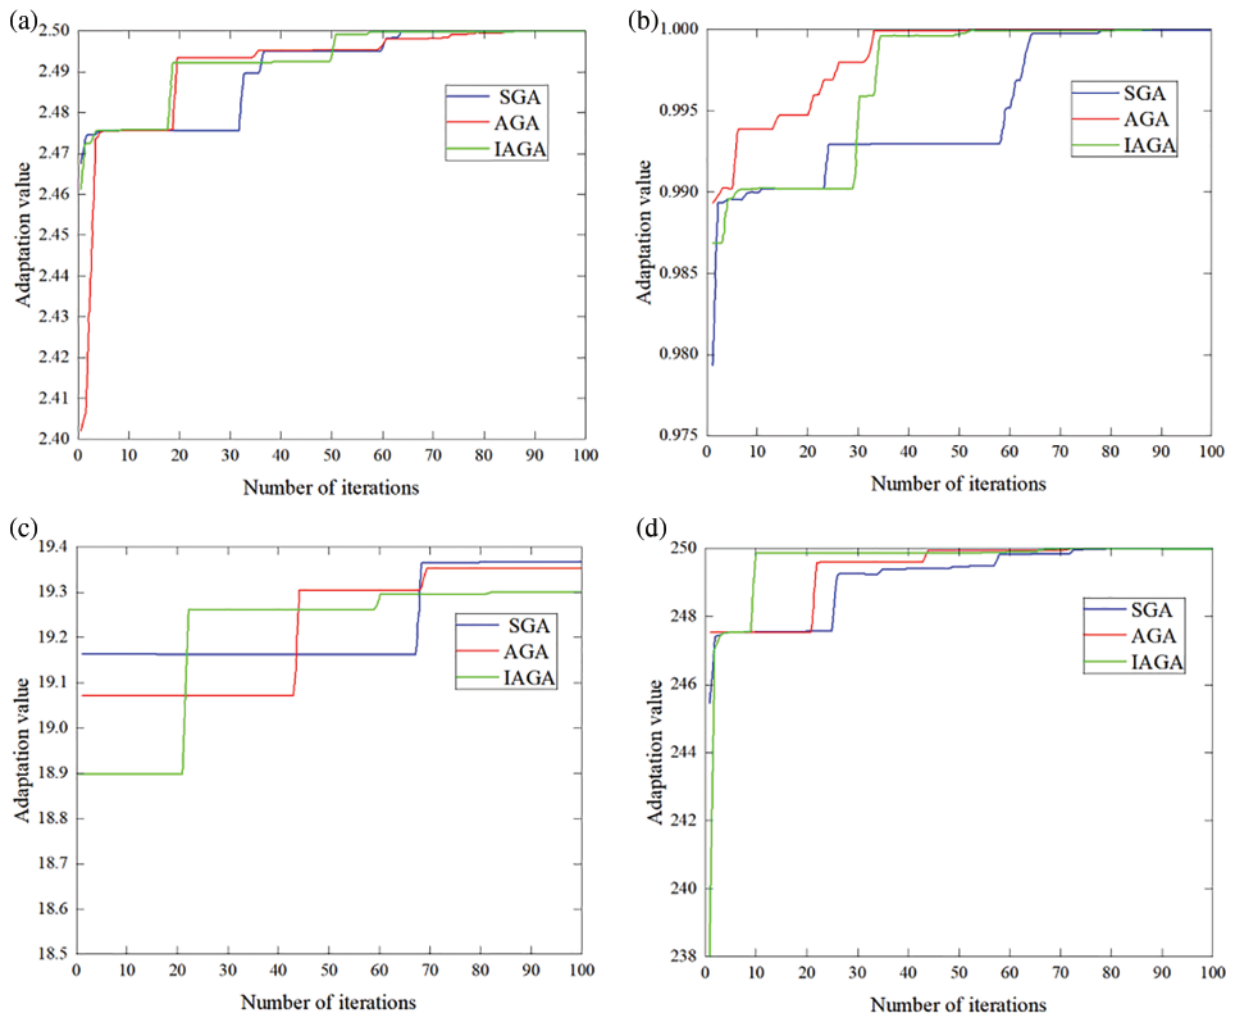 (a)
2.50
2.49
2.48
2.47
2.46
2.45
2.44
2.43
2.42
2.41
2.40
Adaptation value
SGA
AGA
IAGA
0 10 20 30 40 50 60 70 80 90 100
Number of iterations
(b)
1.000
0.995
0.990
0.985
0.980
0.975
Adaptation value
SGA
AGA
IAGA
0 10 20 30 40 50 60 70 80 90 100
Number of iterations
(c)
19.4
19.3
19.2
19.1
19.0
18.9
18.8
18.7
18.6
18.5
Adaptation value
SGA
AGA
IAGA
0 10 20 30 40 50 60 70 80 90 100
Number of iterations
(d)
250
248
246
244
242
240
238
Adaptation value
SGA
AGA
IAGA
0 10 20 30 40 50 60 70 80 90 100
Number of iterations